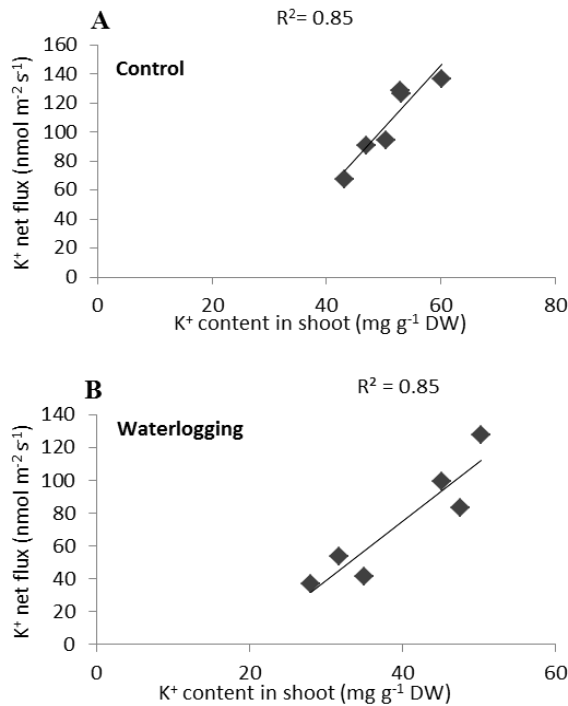 A
R²= 0.85
Control
K⁺ net flux (nmol m⁻² s⁻¹)
160
140
120
100
80
60
40
20
0
0 20 40 60 80
K⁺ content in shoot (mg g⁻¹ DW)
B
R² = 0.85
Waterlogging
K⁺ net flux (nmol m⁻² s⁻¹)
140
120
100
80
60
40
20
0
0 20 40 60
K⁺ content in shoot (mg g⁻¹ DW)